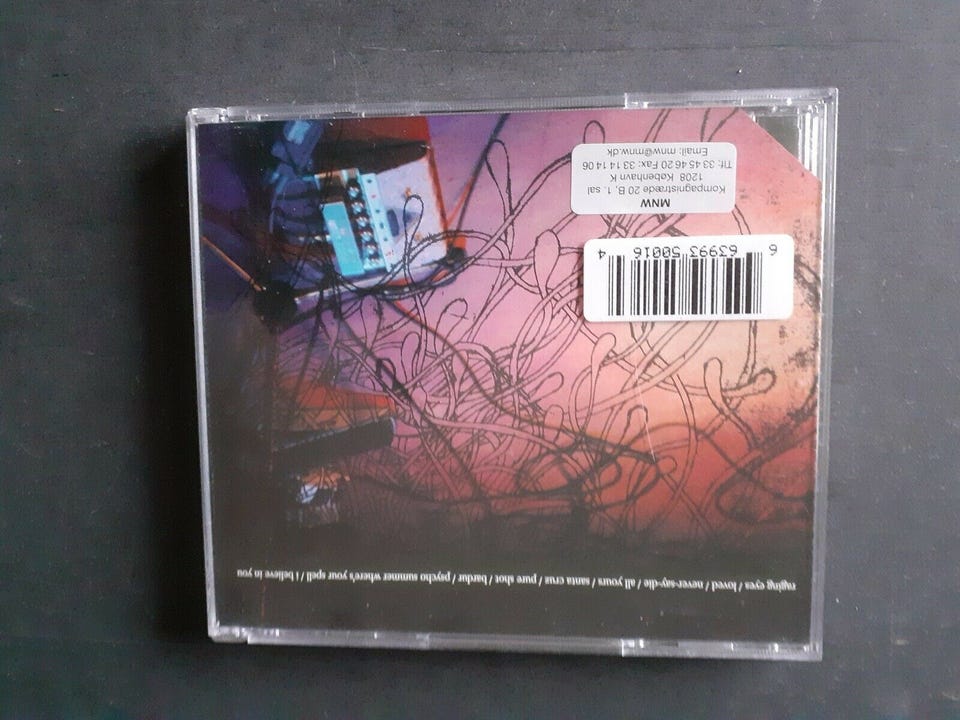 raging eyes / loved / never-say-die / all yours / santa cruz / pure shot / bardur / psycho summer where's your spell / i believe in you
6 63993 50016 4
MNW
Kompagnistræde 20 B, 1. sal
1208 København K
Tlf: 33 45 46 20 Fax: 33 14 14 06
Email: mnw@mnw.dk